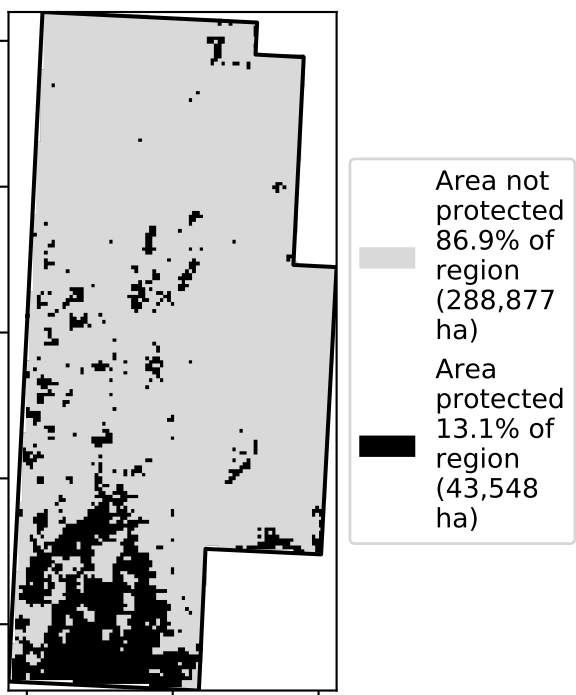 Area not
protected
86.9% of
region
(288,877
ha)
Area
protected
13.1% of
region
(43,548
ha)